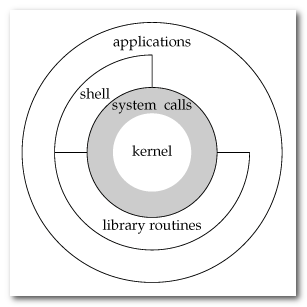 applications
shell
system calls
kernel
library routines